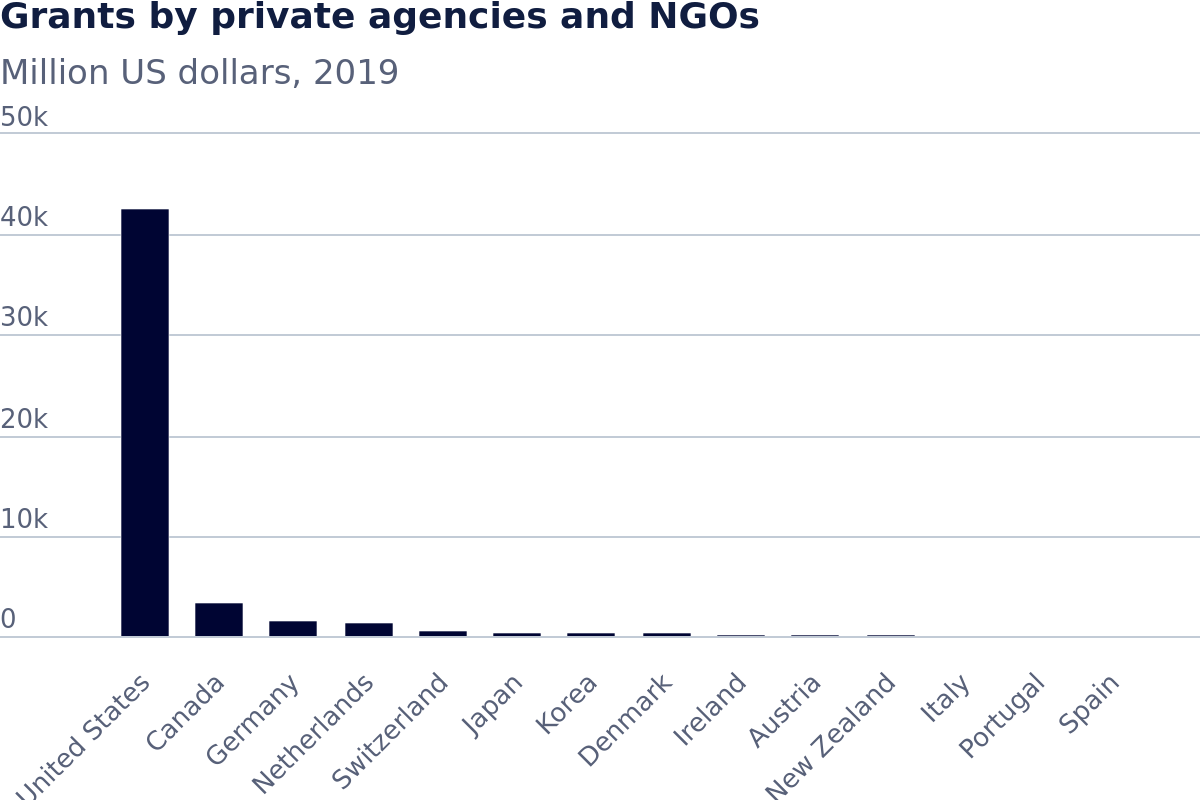 Grants by private agencies and NGOs
Million US dollars, 2019
50k
40k
30k
20k
10k
0
United States
Canada
Germany
Netherlands
Switzerland
Japan
Korea
Denmark
Ireland
Austria
New Zealand
Italy
Portugal
Spain